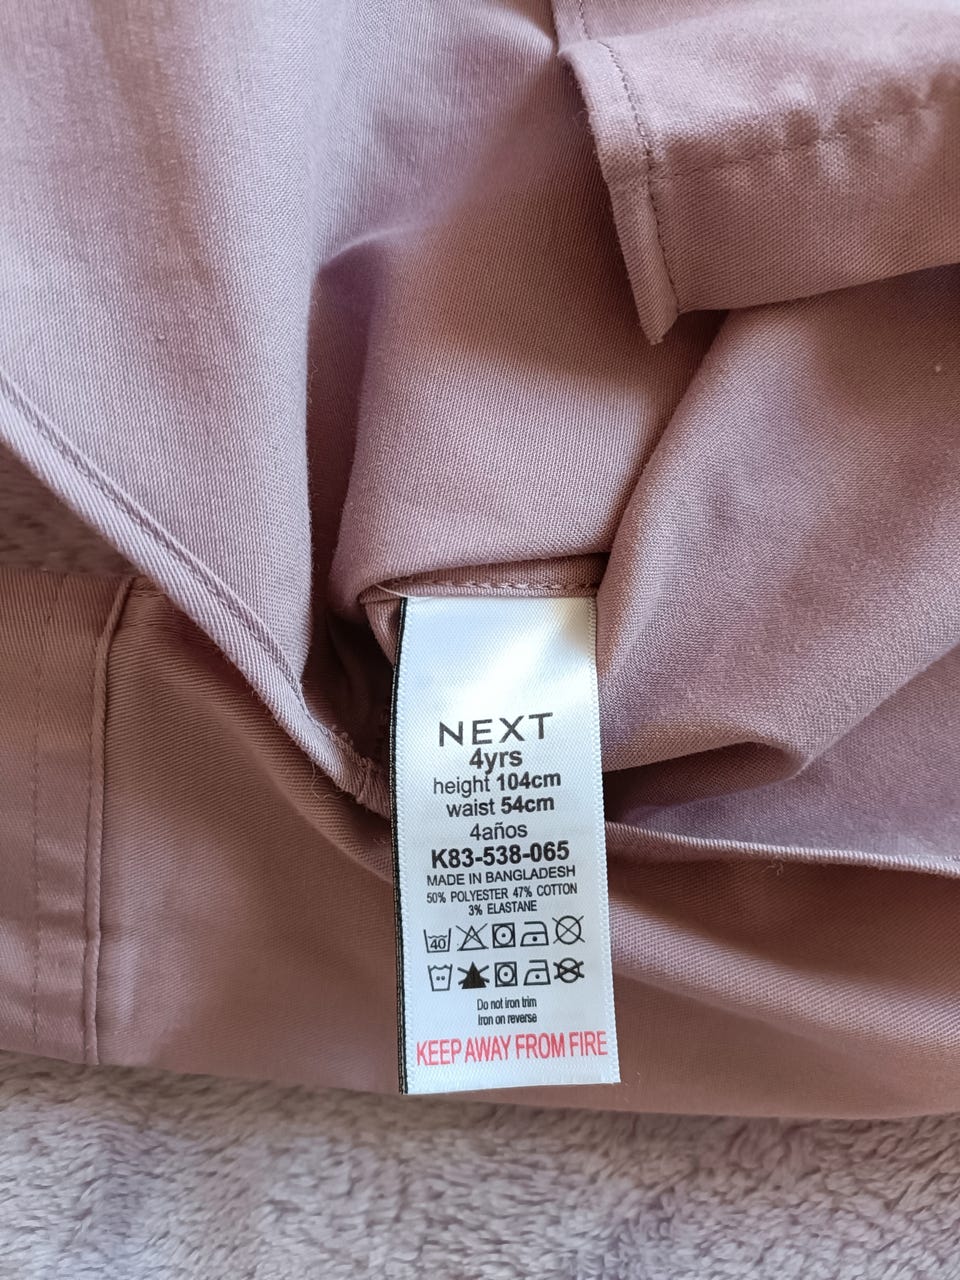 NEXT
4yrs
height 104cm
waist 54cm
4años
K83-538-065
MADE IN BANGLADESH
50% POLYESTER 47% COTTON
3% ELASTANE
40
Do not iron trim
Iron on reverse
KEEP AWAY FROM FIRE